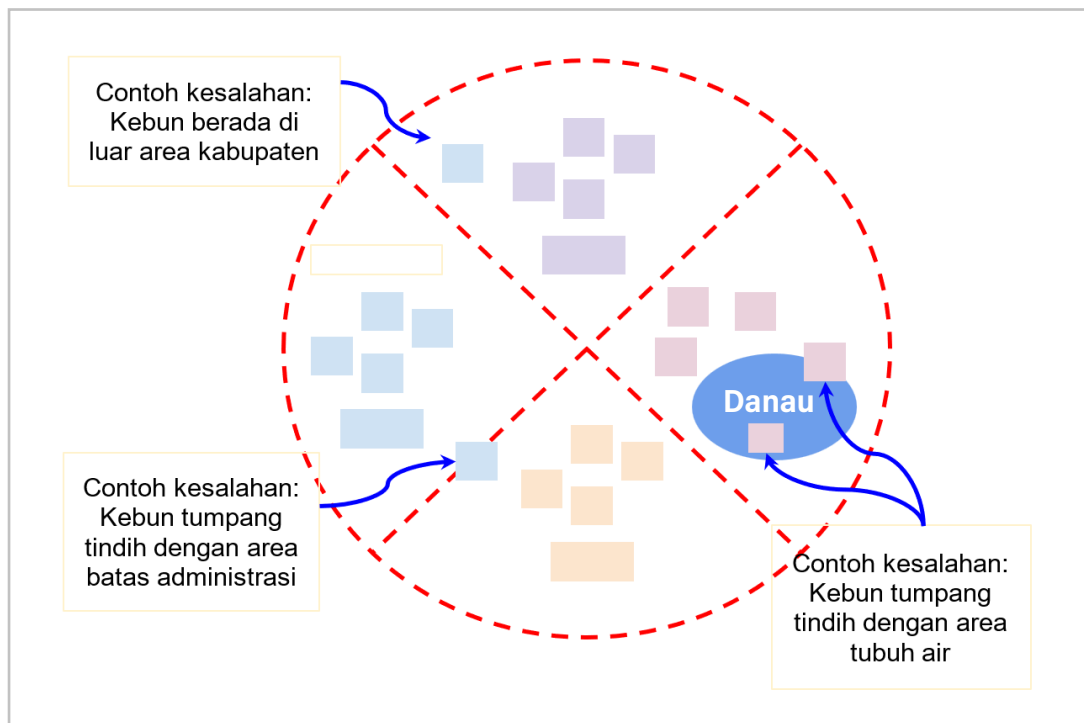 Contoh kesalahan:
Kebun berada di
luar area kabupaten
Danau
Contoh kesalahan:
Kebun tumpang
tindih dengan area
batas administrasi
Contoh kesalahan:
Kebun tumpang
tindih dengan area
tubuh air